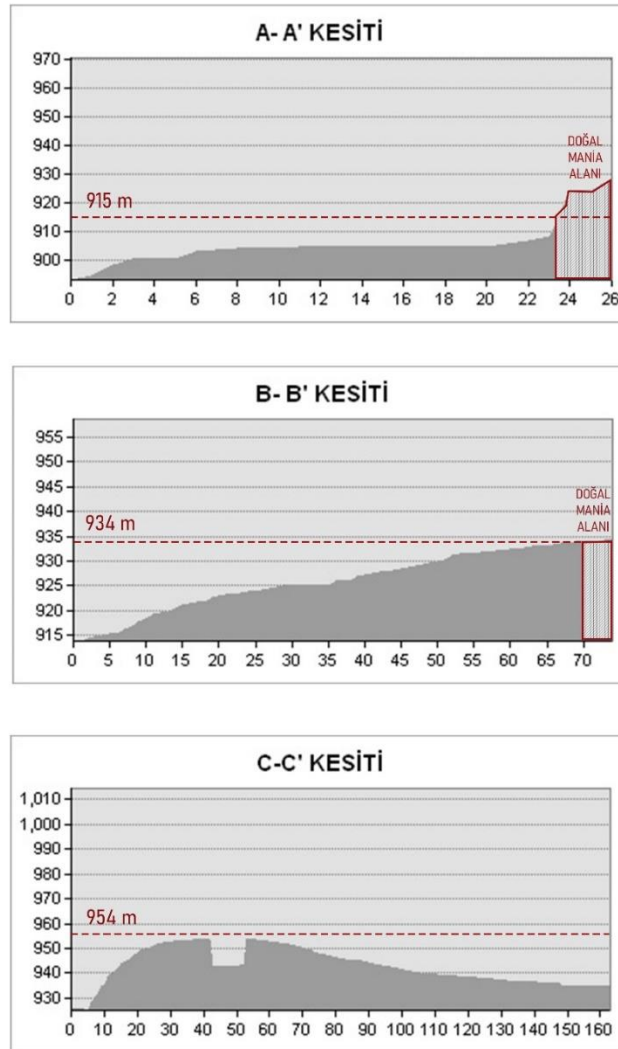 A- A' KESİTİ
970
960
950
940
930
920
910
900
915 m
DOĞAL
MANİA
ALANI
0 2 4 6 8 10 12 14 16 18 20 22 24 26
B- B' KESİTİ
955
950
945
940
935
930
925
920
915
934 m
DOĞAL
MANİA
ALANI
0 5 10 15 20 25 30 35 40 45 50 55 60 65 70
C-C' KESİTİ
1,010
1,000
990
980
970
960
950
940
930
954 m
0 10 20 30 40 50 60 70 80 90 100 110 120 130 140 150 160